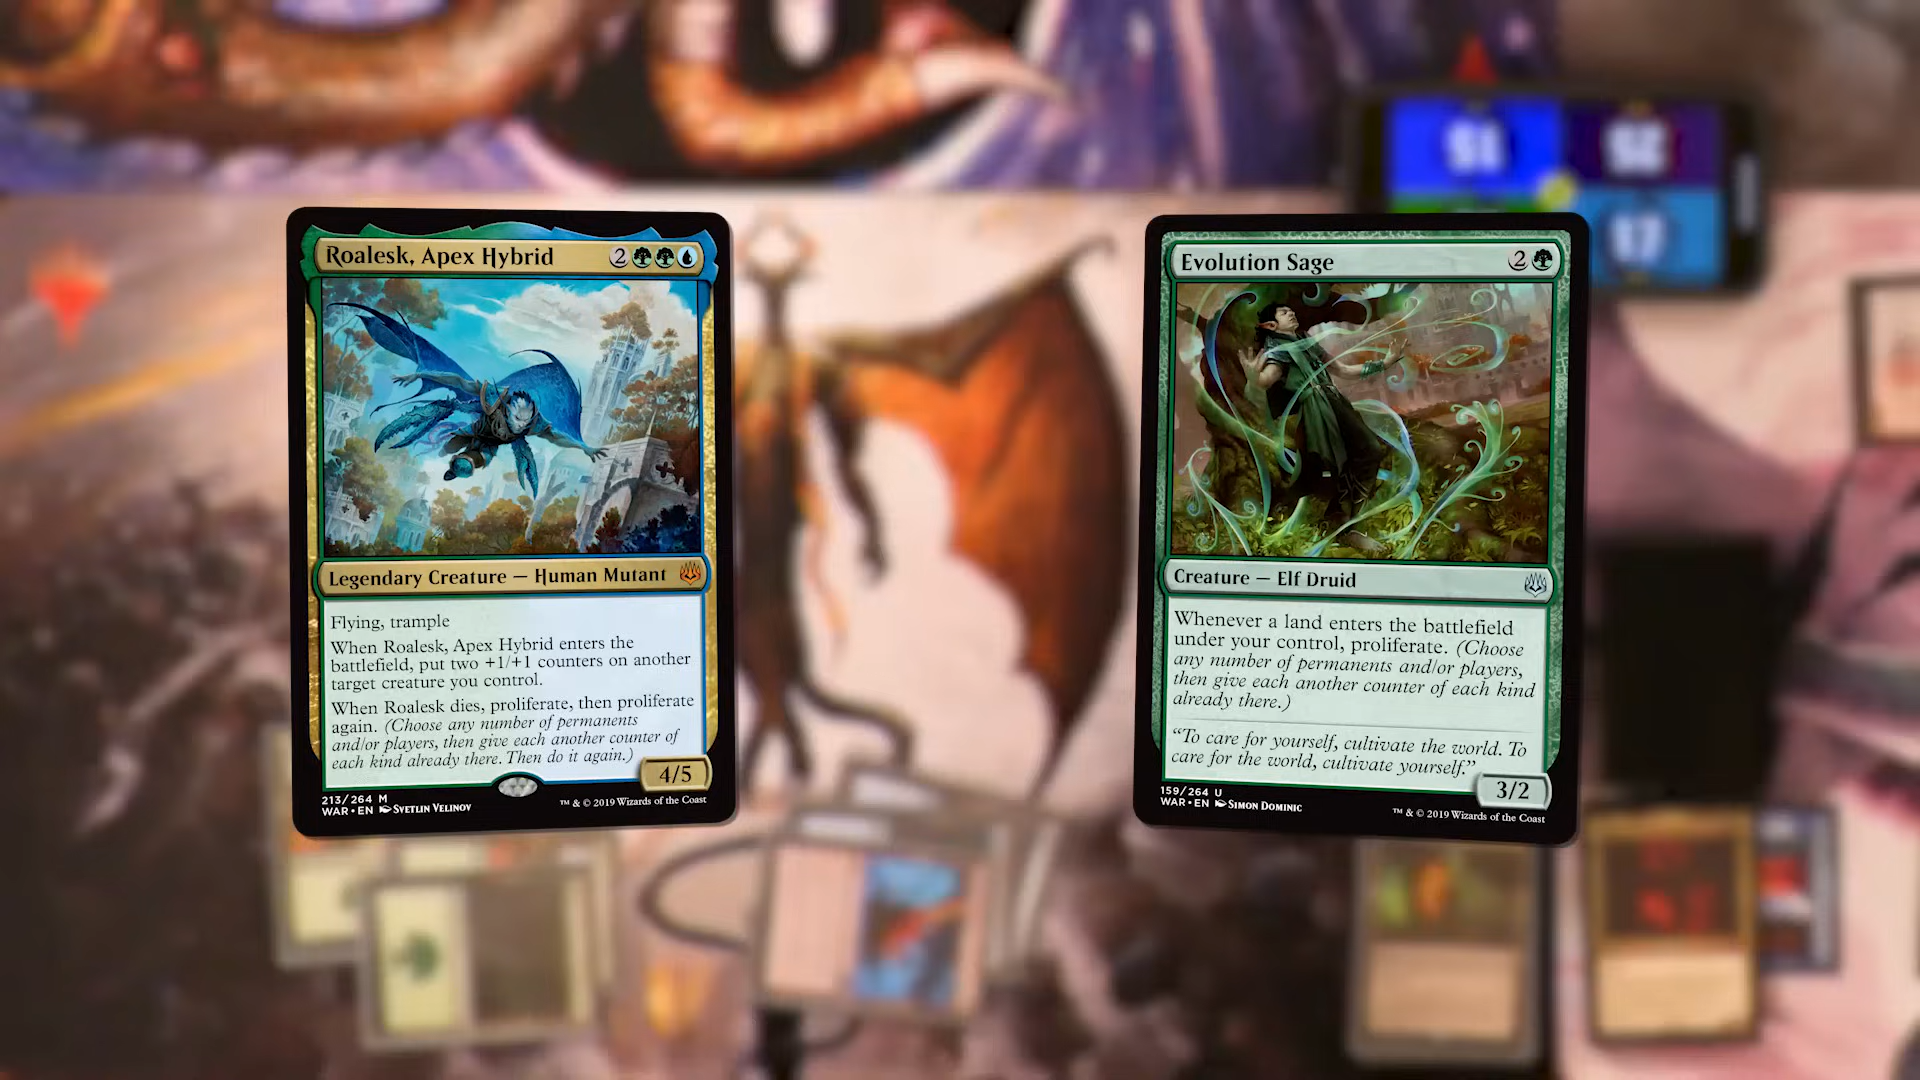 Roalesk, Apex Hybrid
2
Legendary Creature — Human Mutant
Flying, trample
When Roalesk, Apex Hybrid enters the
battlefield, put two +1/+1 counters on another
target creature you control.
When Roalesk dies, proliferate, then proliferate
again. (Choose any number of permanents
and/or players, then give each another counter of
each kind already there. Then do it again.)
4/5
213/264 M
WAR • EN Svetlin Velinov
™ & © 2019 Wizards of the Coast
Evolution Sage
2
Creature — Elf Druid
Whenever a land enters the battlefield
under your control, proliferate. (Choose
any number of permanents and/or players,
then give each another counter of each kind
already there.)
“To care for yourself, cultivate the world. To
care for the world, cultivate yourself.”
3/2
159/264 U
WAR • EN Simon Dominic
™ & © 2019 Wizards of the Coast